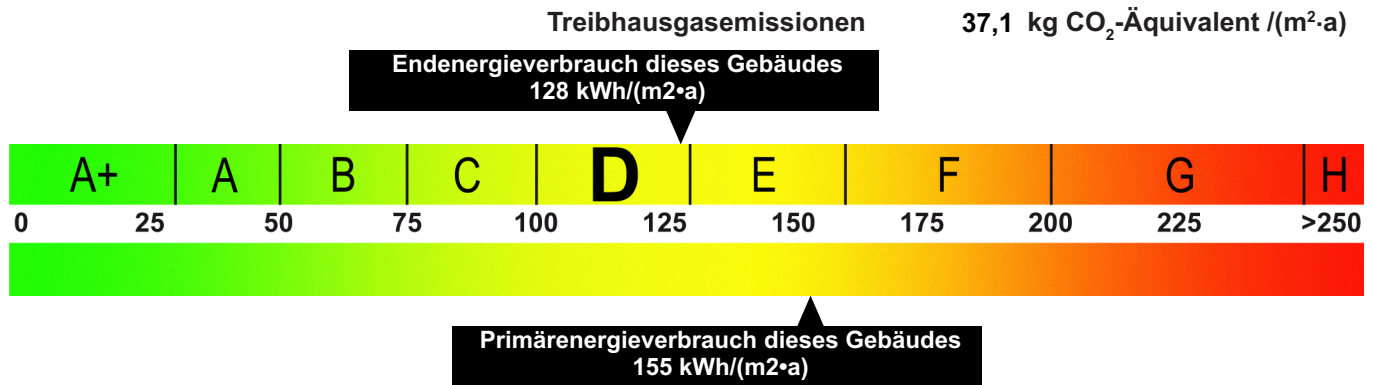 Treibhausgasemissionen 37,1 kg CO₂-Äquivalent /(m²·a)
Endenergieverbrauch dieses Gebäudes
128 kWh/(m2•a)
A+ A B C D E F G H
0 25 50 75 100 125 150 175 200 225 >250
Primärenergieverbrauch dieses Gebäudes
155 kWh/(m2•a)